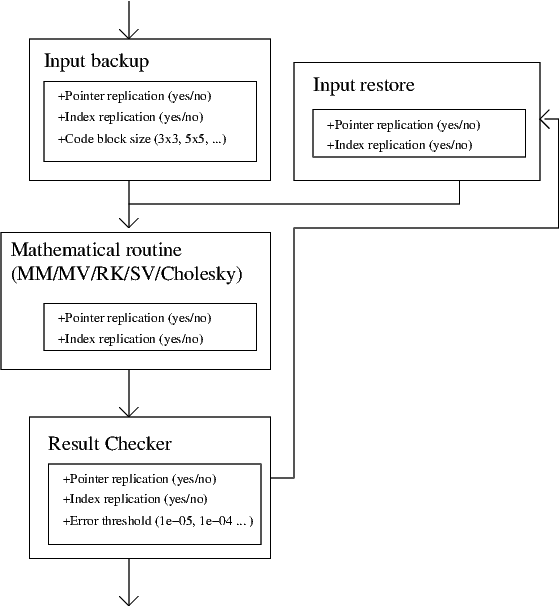 Input backup
+Pointer replication (yes/no)
+Index replication (yes/no)
+Code block size (3x3, 5x5, ...)
Input restore
+Pointer replication (yes/no)
+Index replication (yes/no)
Mathematical routine
(MM/MV/RK/SV/Cholesky)
+Pointer replication (yes/no)
+Index replication (yes/no)
Result Checker
+Pointer replication (yes/no)
+Index replication (yes/no)
+Error threshold (1e−05, 1e−04 ... )